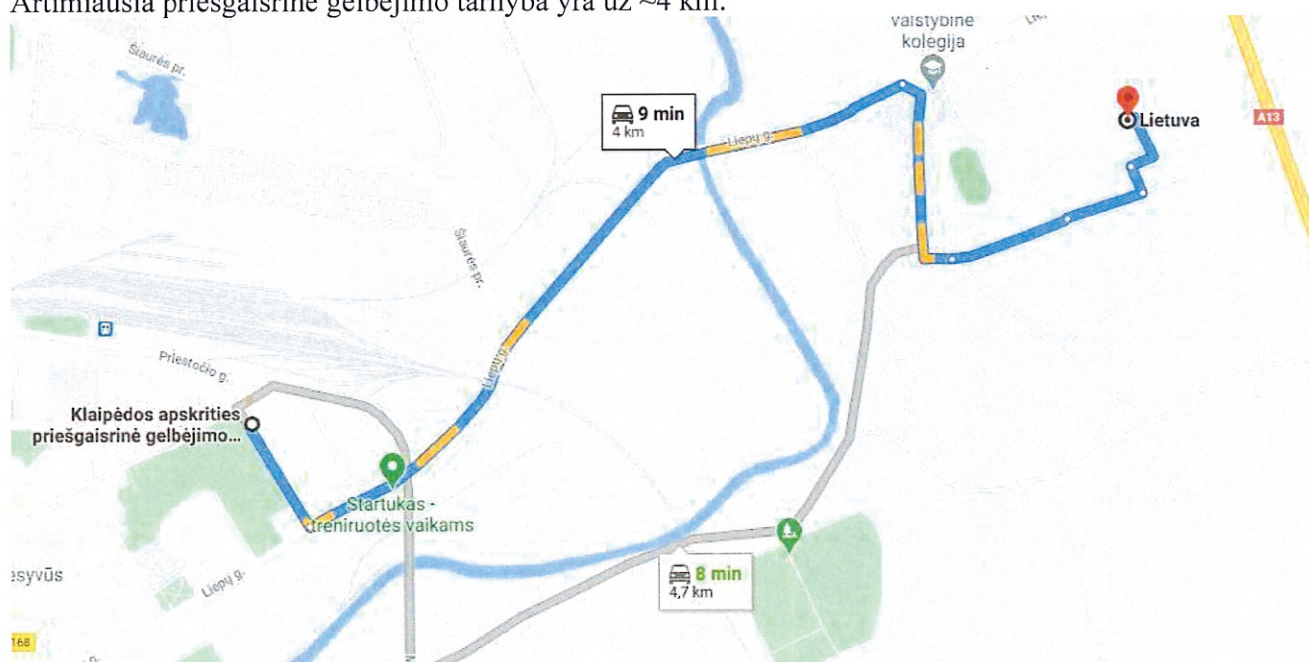 Artimiausia priešgaisrinė gelbėjimo tarnyba yra už ~4 km.
valstybinė
kolegija
Šiaurės pr.
9 min
4 km
Liepų g.
Lietuva
A13
Šiaurės pr.
Liepų g.
Priestočio g.
Klaipėdos apskrities
priešgaisrinė gelbėjimo...
Startukas -
treniruotės vaikams
esyvūs
Liepų g.
8 min
4,7 km
168